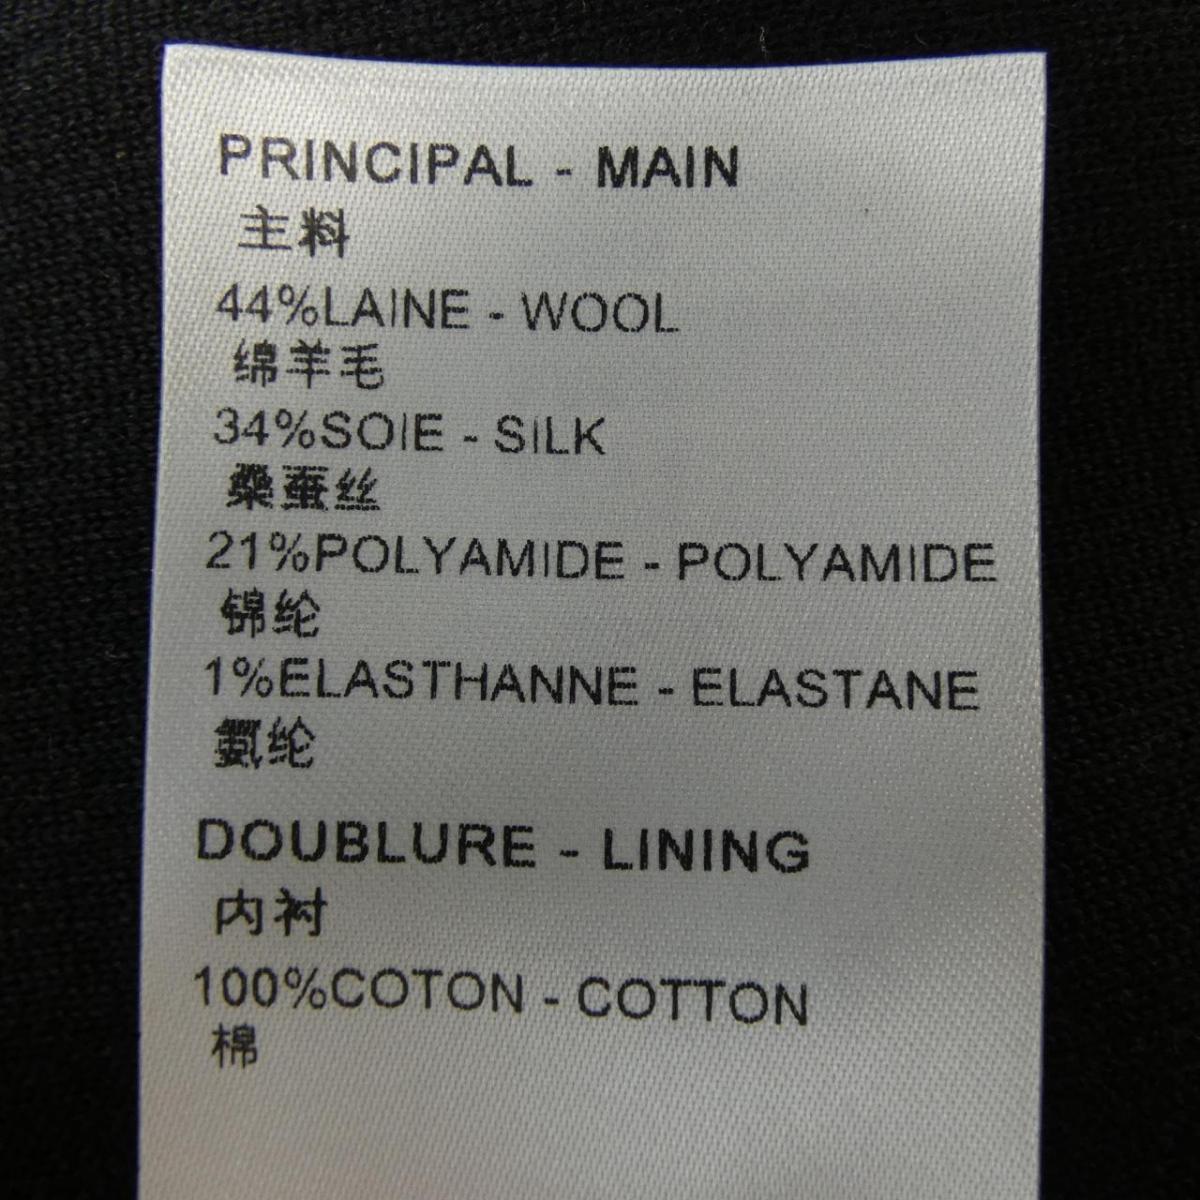 PRINCIPAL - MAIN
主料
44%LAINE - WOOL
绵羊毛
34%SOIE - SILK
桑蚕丝
21%POLYAMIDE - POLYAMIDE
锦纶
1%ELASTHANNE - ELASTANE
氨纶
DOUBLURE - LINING
内衬
100%COTON - COTTON
棉